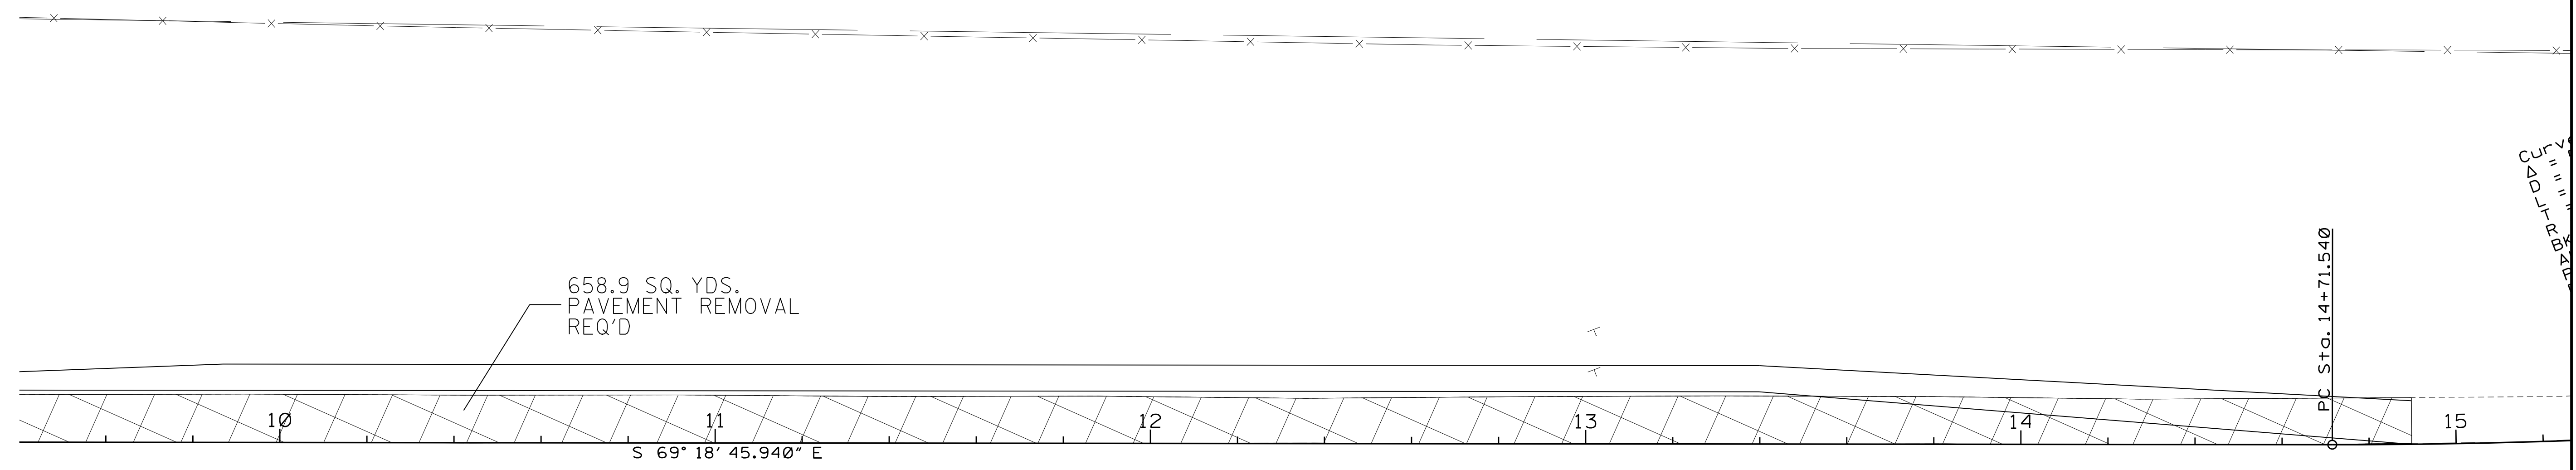 658.9 SQ. YDS.
PAVEMENT REMOVAL
REQ'D
10
11
12
13
14
15
S 69° 18' 45.940" E
PC Sta. 14+71.540
Curve
Δ =
D =
L =
T =
R